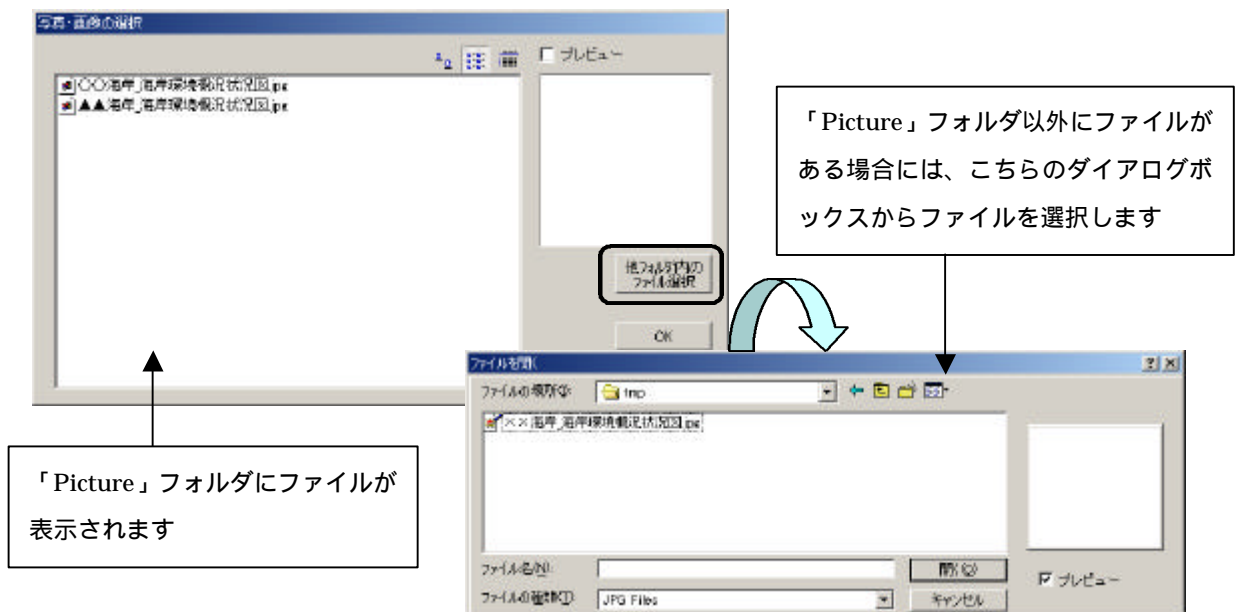 写真・画像の選択
プレビュー
○○海岸_海岸環境概況状況図.jpg
▲▲海岸_海岸環境概況状況図.jpg
「Picture」フォルダ以外にファイルが
ある場合には、こちらのダイアログボ
ックスからファイルを選択します
他フォルダ内の
ファイル選択
OK
ファイルを開く
ファイルの場所(I):
tmp
××海岸_海岸環境概況状況図.jpg
「Picture」フォルダにファイルが
表示されます
ファイル名(N):
開く(O)
プレビュー
ファイルの種類(T):
JPG Files
キャンセル